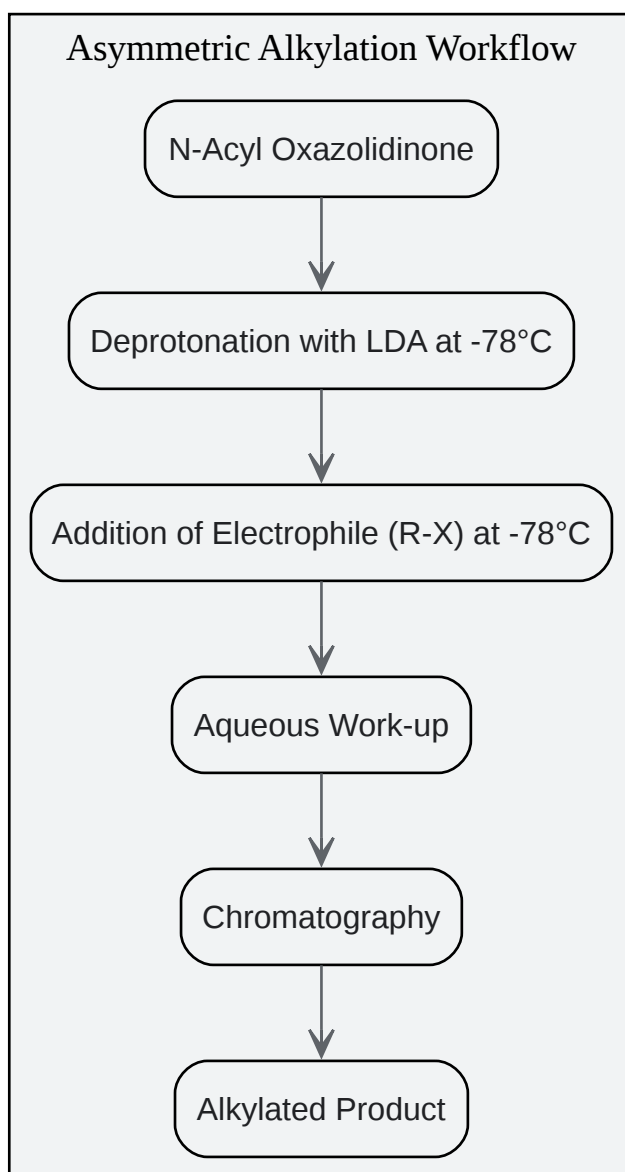 Asymmetric Alkylation Workflow
N-Acyl Oxazolidinone
Deprotonation with LDA at -78°C
Addition of Electrophile (R-X) at -78°C
Aqueous Work-up
Chromatography
Alkylated Product